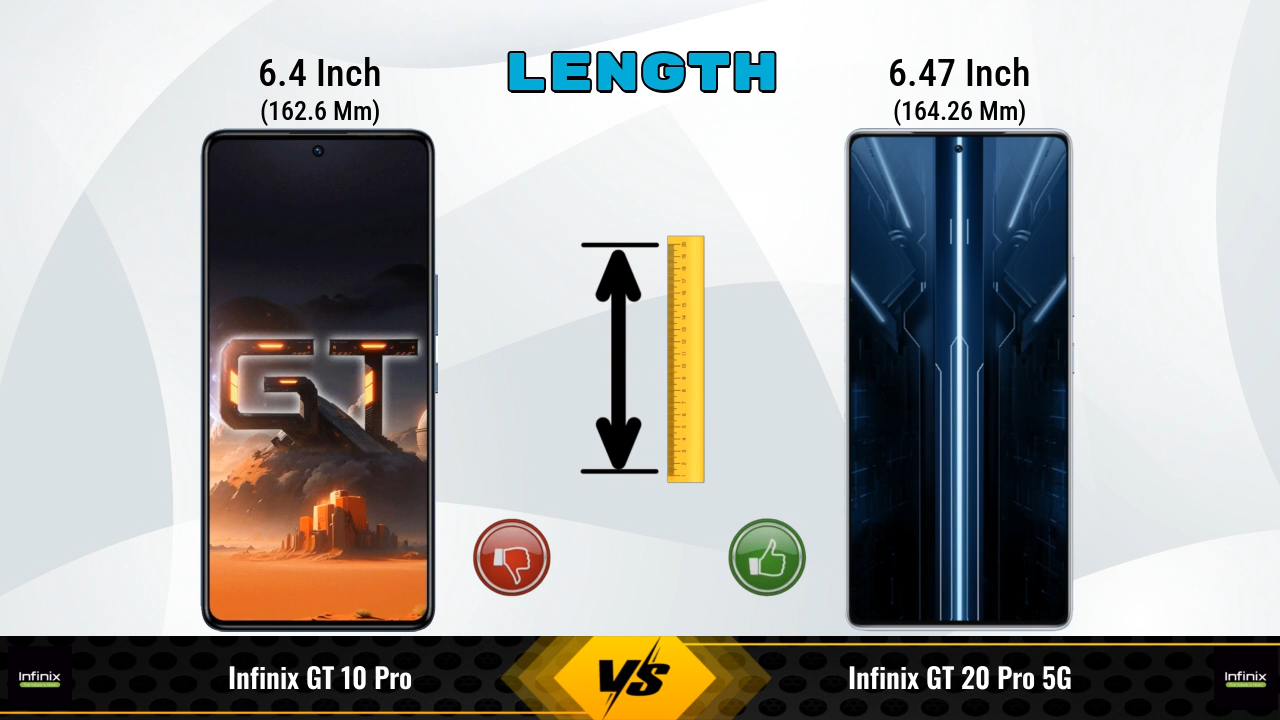 LENGTH
6.4 Inch
(162.6 Mm)
6.47 Inch
(164.26 Mm)
GT
Infinix
Infinix GT 10 Pro
VS
Infinix GT 20 Pro 5G
Infinix